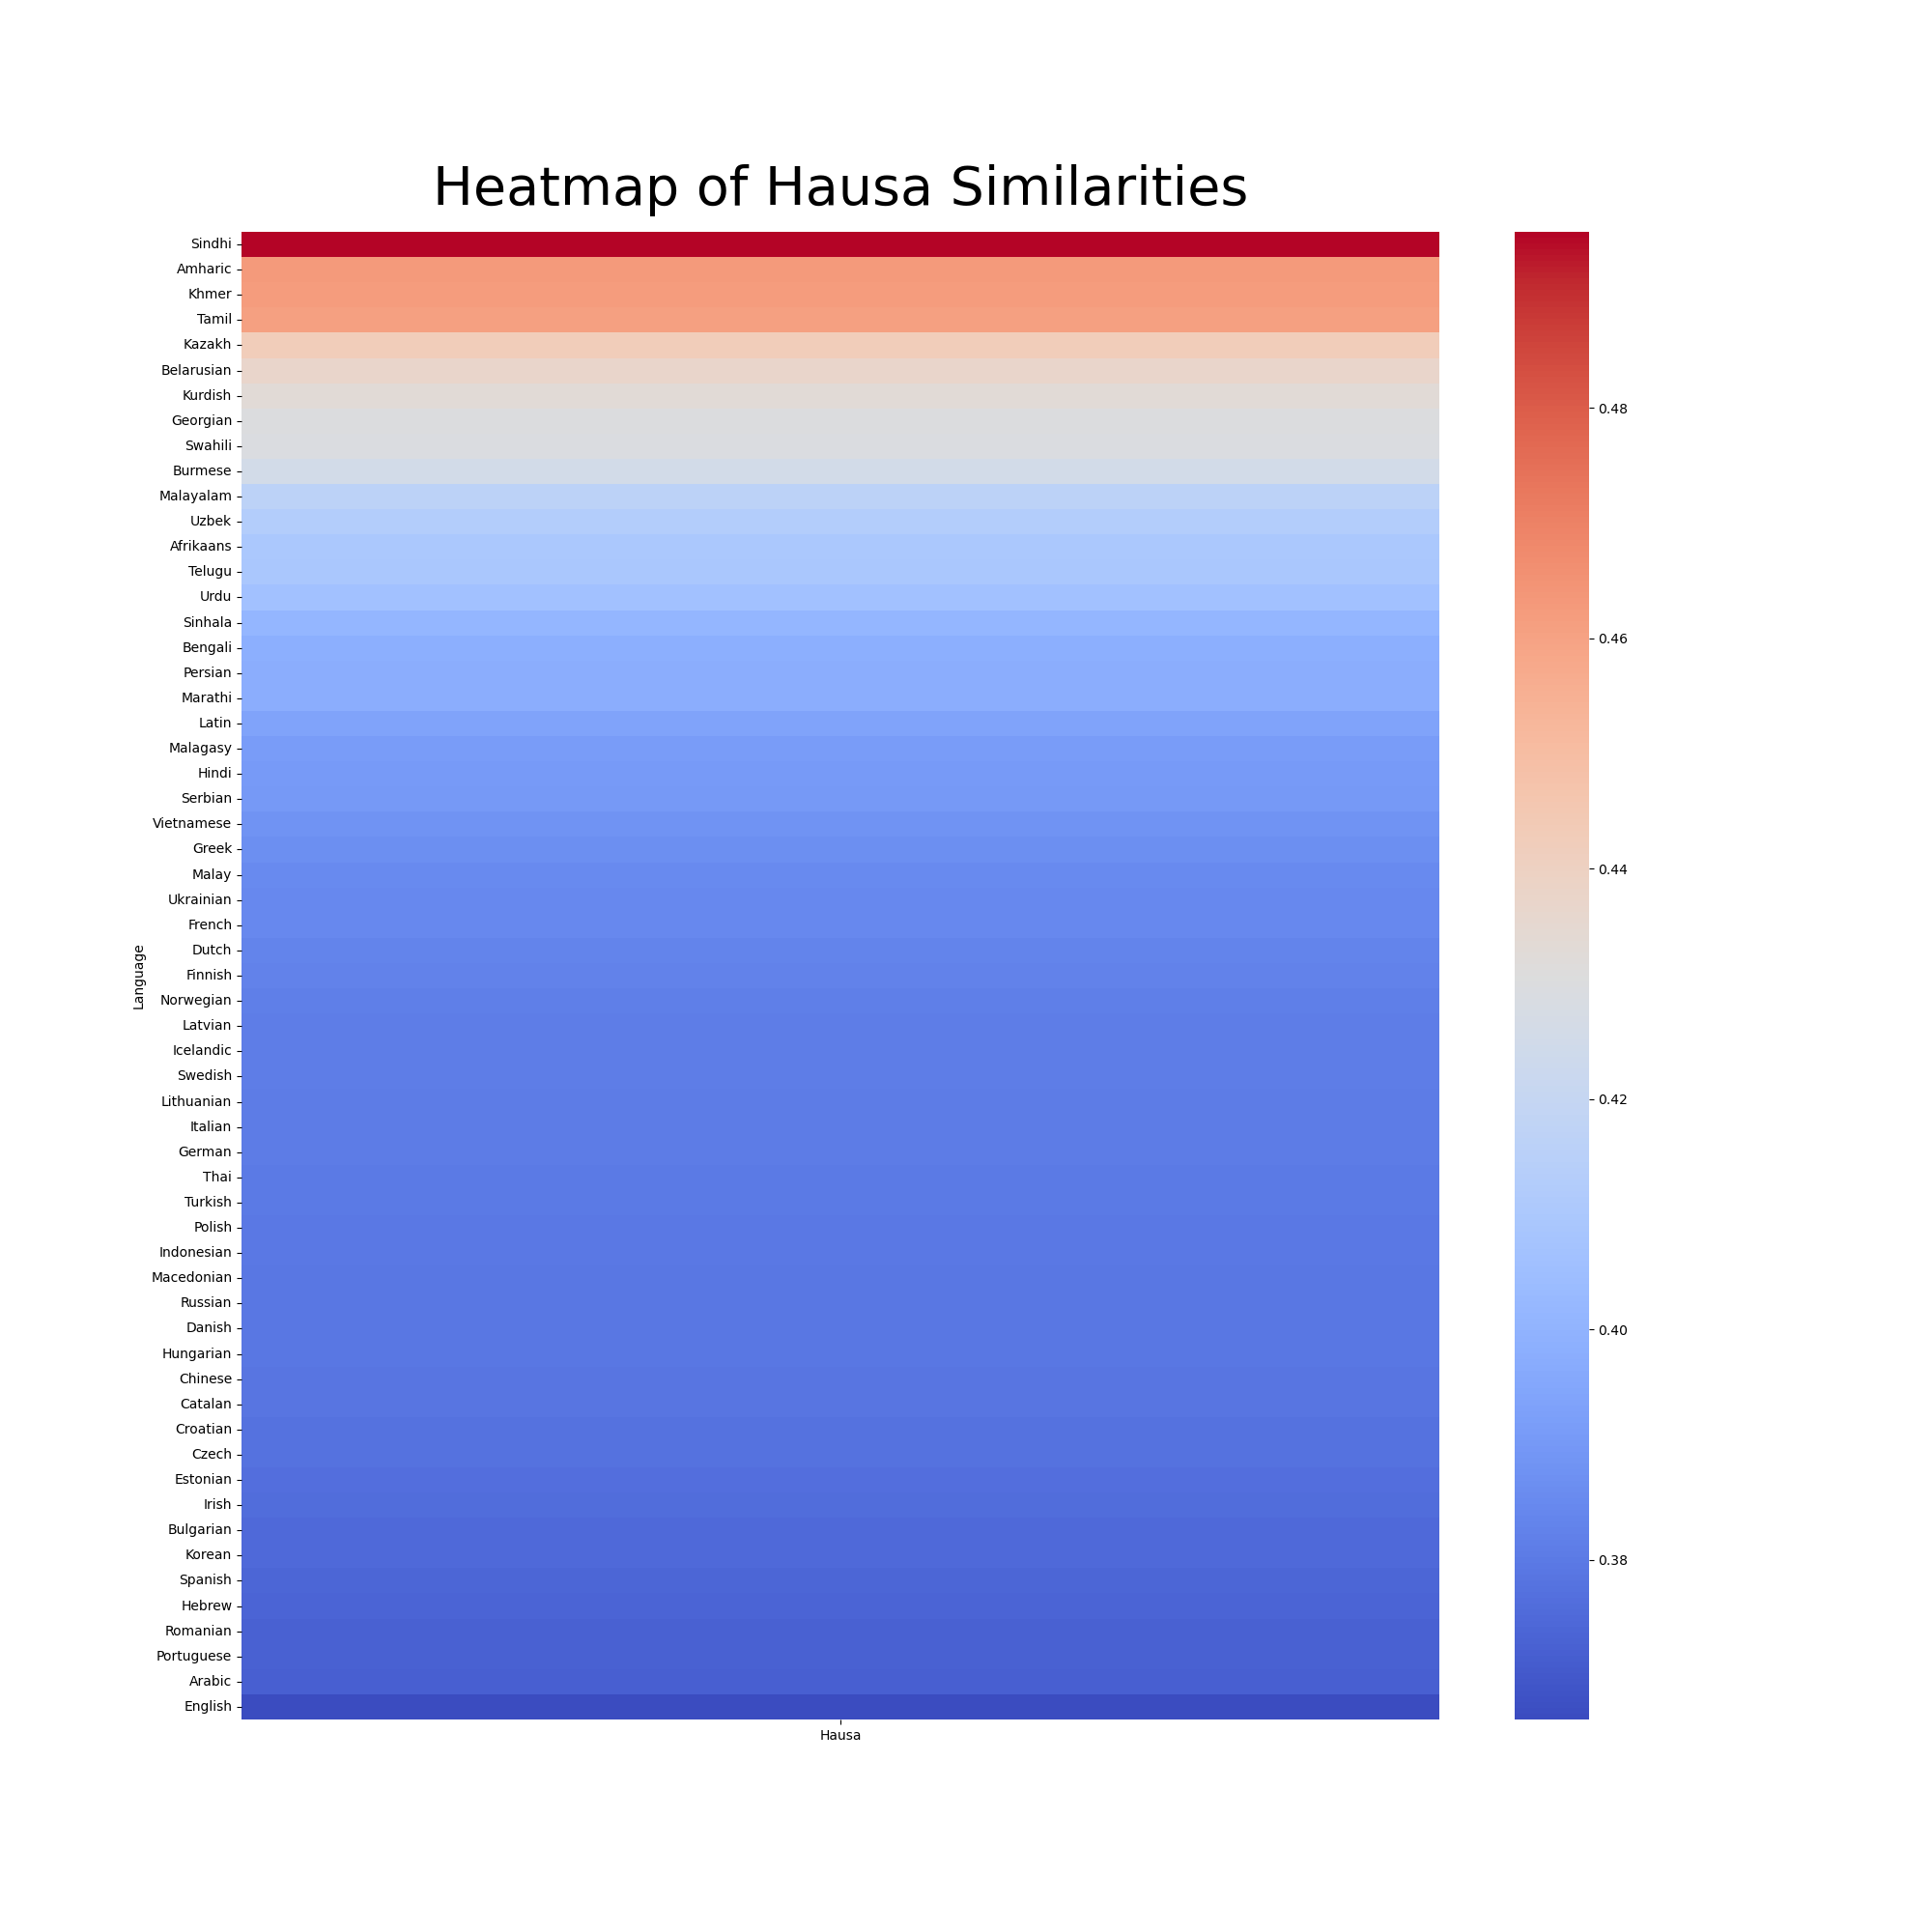 Heatmap of Hausa Similarities
Language
Sindhi
Amharic
Khmer
Tamil
Kazakh
Belarusian
Kurdish
Georgian
Swahili
Burmese
Malayalam
Uzbek
Afrikaans
Telugu
Urdu
Sinhala
Bengali
Persian
Marathi
Latin
Malagasy
Hindi
Serbian
Vietnamese
Greek
Malay
Ukrainian
French
Dutch
Finnish
Norwegian
Latvian
Icelandic
Swedish
Lithuanian
Italian
German
Thai
Turkish
Polish
Indonesian
Macedonian
Russian
Danish
Hungarian
Chinese
Catalan
Croatian
Czech
Estonian
Irish
Bulgarian
Korean
Spanish
Hebrew
Romanian
Portuguese
Arabic
English
Hausa
0.48
0.46
0.44
0.42
0.40
0.38